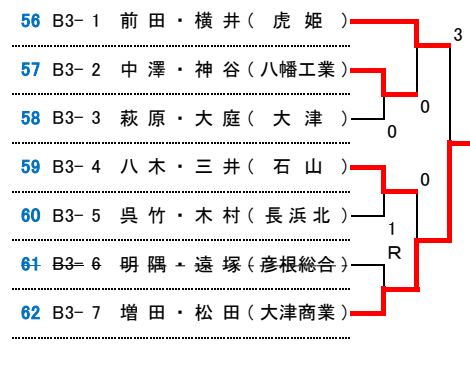 56 B3- 1 前田・横井(虎姫)
3
57 B3- 2 中澤・神谷(八幡工業)
0
58 B3- 3 萩原・大庭(大津)
0
59 B3- 4 八木・三井(石山)
0
60 B3- 5 呉竹・木村(長浜北)
1
R
61 B3- 6 明隅・遠塚(彦根総合)
62 B3- 7 増田・松田(大津商業)